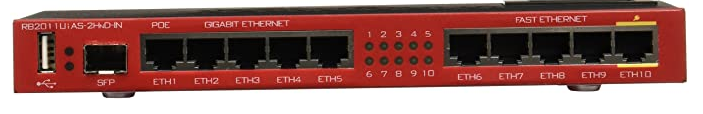 RB2011UiAS-2HnD-IN POE GIGABIT ETHERNET FAST ETHERNET
1 2 3 4 5
6 7 8 9 10
SFP ETH1 ETH2 ETH3 ETH4 ETH5 ETH6 ETH7 ETH8 ETH9 ETH10